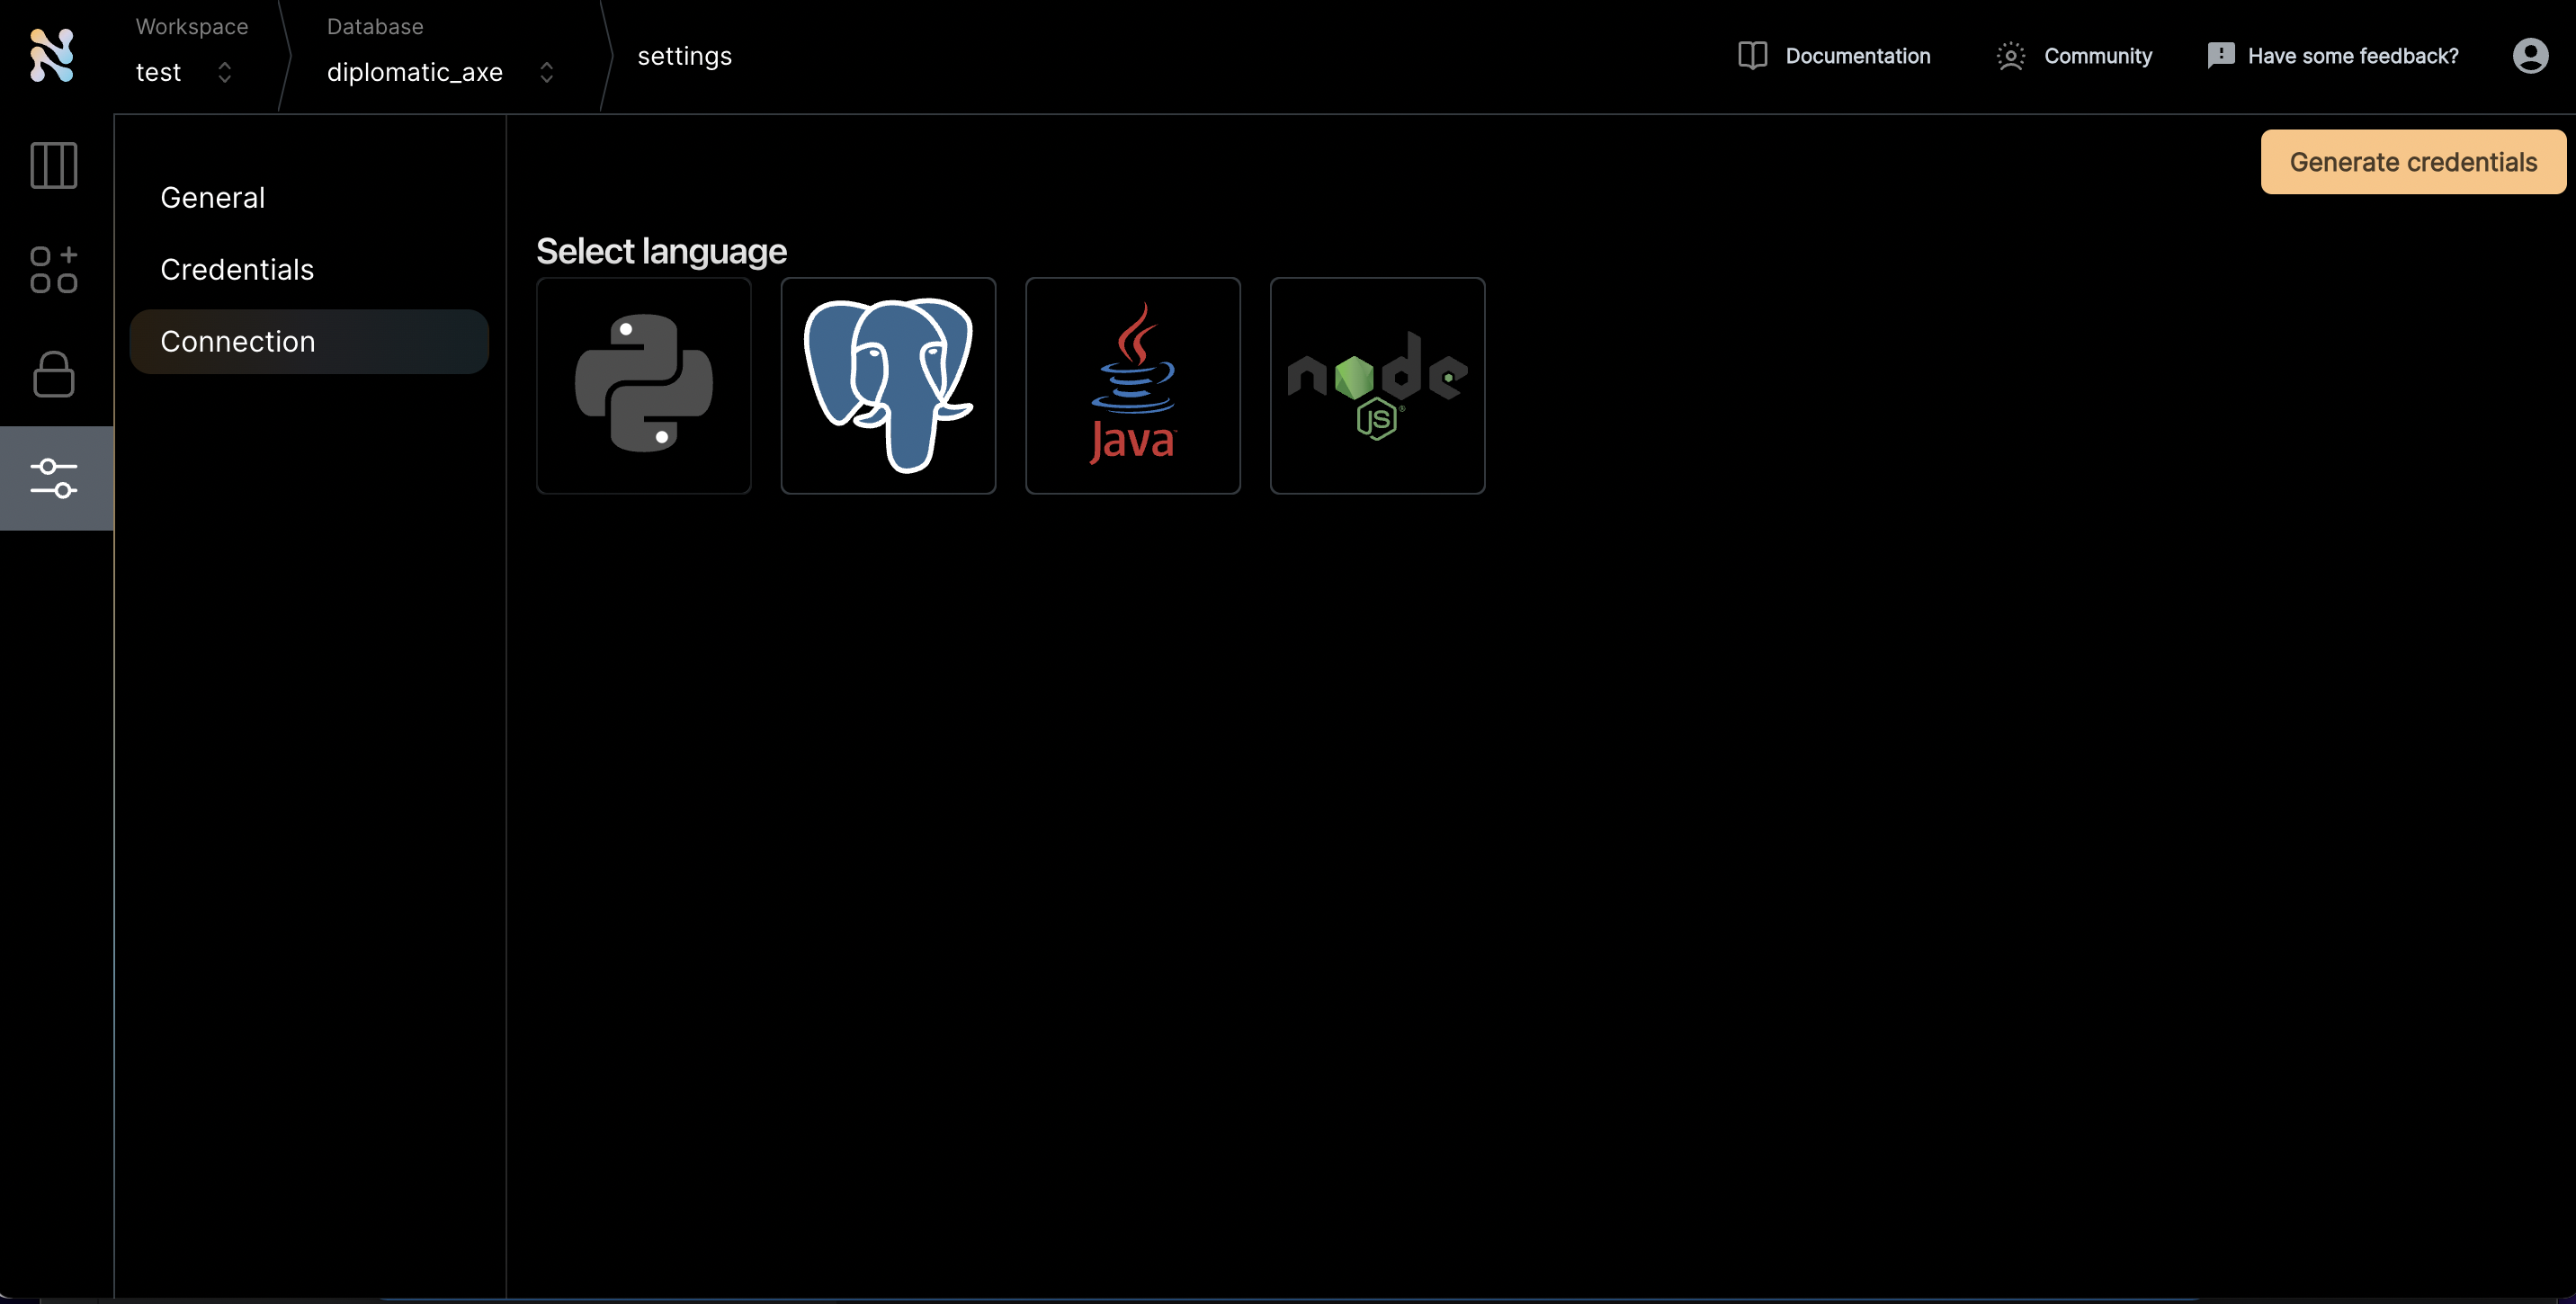 Workspace
test
Database
diplomatic_axe
settings
Documentation
Community
Have some feedback?
Generate credentials
General
Credentials
Connection
Select language
Java
node
JS